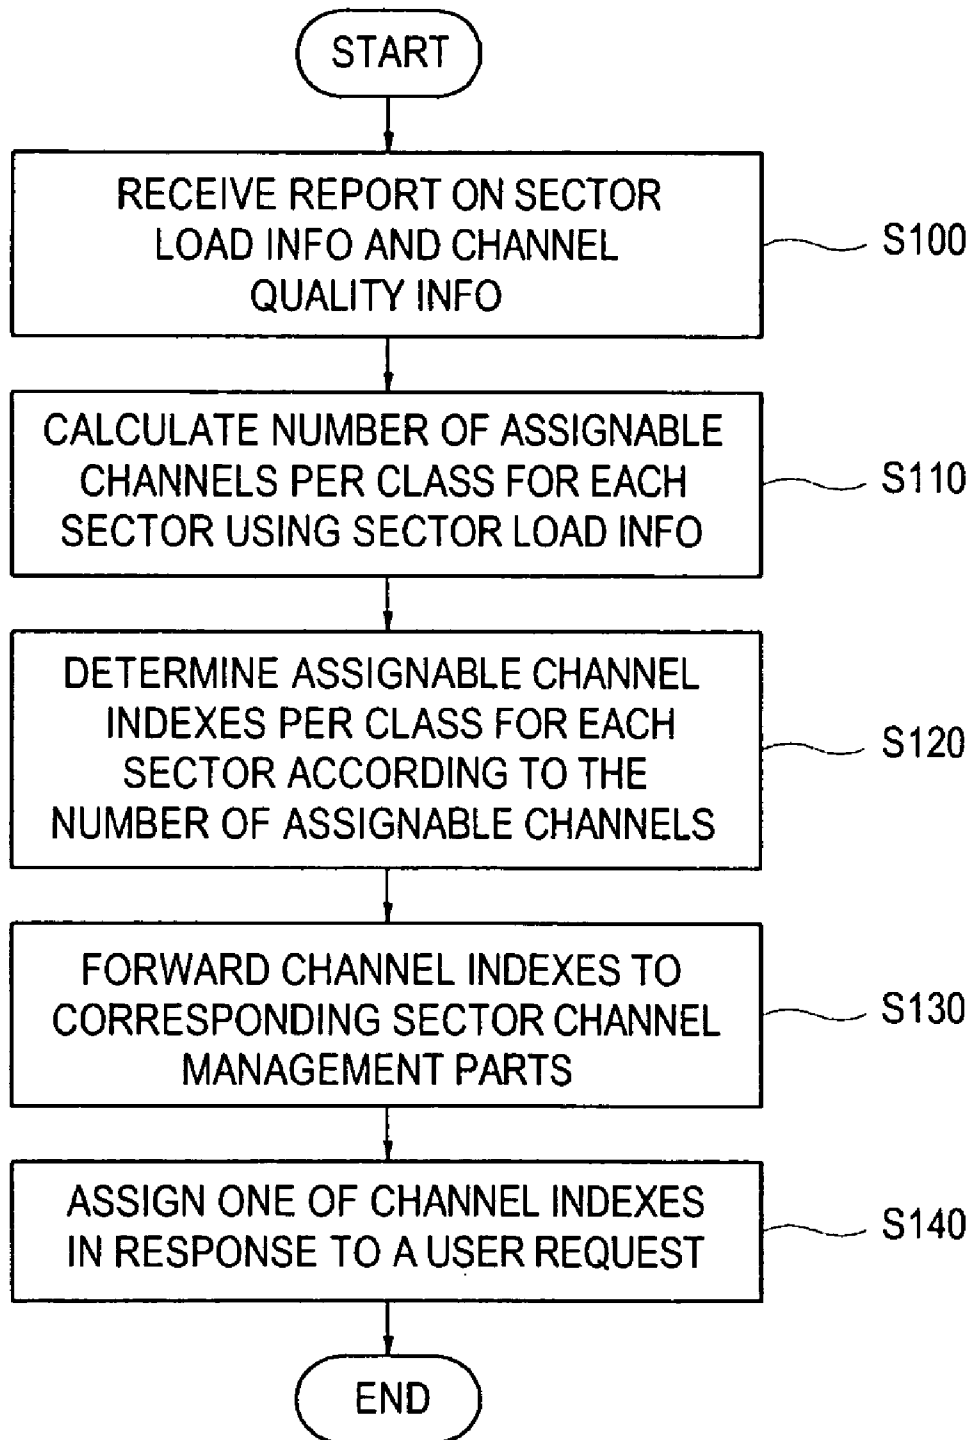 START
RECEIVE REPORT ON SECTOR
LOAD INFO AND CHANNEL
QUALITY INFO
S100
CALCULATE NUMBER OF ASSIGNABLE
CHANNELS PER CLASS FOR EACH
SECTOR USING SECTOR LOAD INFO
S110
DETERMINE ASSIGNABLE CHANNEL
INDEXES PER CLASS FOR EACH
SECTOR ACCORDING TO THE
NUMBER OF ASSIGNABLE CHANNELS
S120
FORWARD CHANNEL INDEXES TO
CORRESPONDING SECTOR CHANNEL
MANAGEMENT PARTS
S130
ASSIGN ONE OF CHANNEL INDEXES
IN RESPONSE TO A USER REQUEST
S140
END